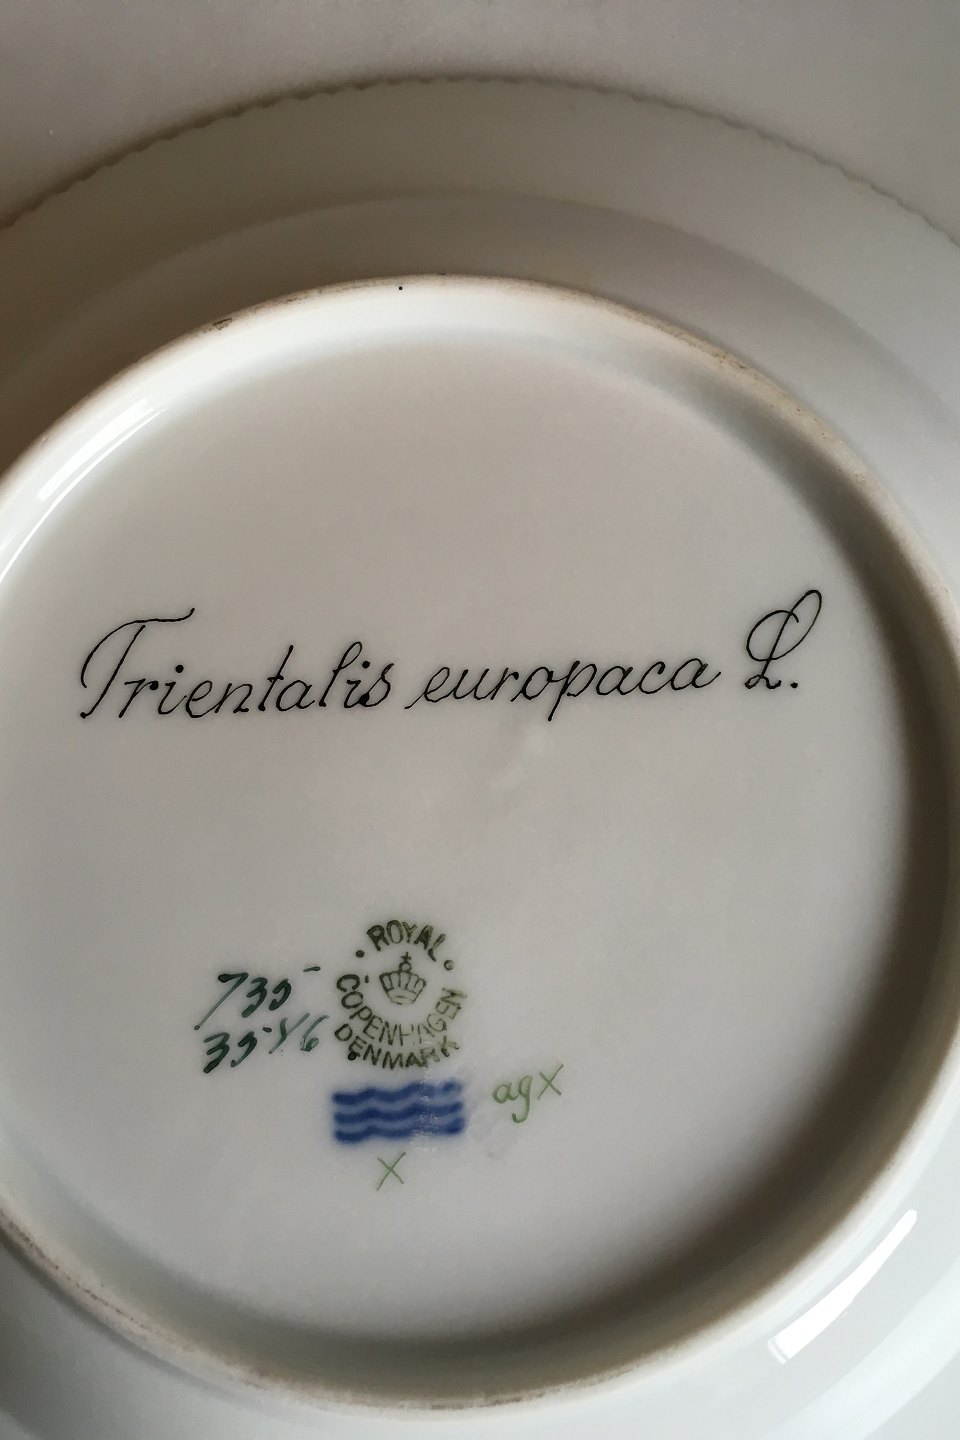 Trientalis europaca L.
735-
35-46
ROYAL
COPENHAGEN
DENMARK
agX
X